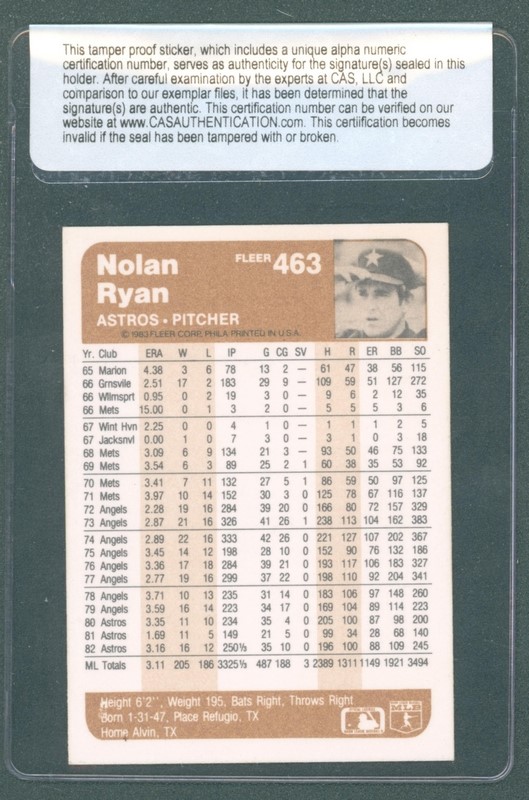 This tamper proof sticker, which includes a unique alpha numeric
certification number, serves as authenticity for the signature(s) sealed in this
holder. After careful examination by the experts at CAS, LLC and
comparison to our exemplar files, it has been determined that the
signature(s) are authentic. This certification number can be verified on our
website at www.CASAUTHENTICATION.com. This certification becomes
invalid if the seal has been tampered with or broken.
Nolan
Ryan
FLEER 463
ASTROS • PITCHER
© 1983 FLEER CORP. PHILA. PRINTED IN U.S.A.
Yr. Club ERA W L IP G CG SV H R ER BB SO
65 Marion 4.38 3 6 78 13 2 — 61 47 38 56 115
66 Grnsvile 2.51 17 2 183 29 9 — 109 59 51 127 272
66 Wllmsprt 0.95 0 2 19 3 0 — 9 6 2 12 35
66 Mets 15.00 0 1 3 2 0 — 5 5 5 3 6
67 Wint Hvn 2.25 0 0 4 1 0 — 1 1 1 2 5
67 Jacksnvl 0.00 1 0 7 3 0 — 3 1 0 3 18
68 Mets 3.09 6 9 134 21 3 — 93 50 46 75 133
69 Mets 3.54 6 3 89 25 2 1 60 38 35 53 92
70 Mets 3.41 7 11 132 27 5 1 86 59 50 97 125
71 Mets 3.97 10 14 152 30 3 0 125 78 67 116 137
72 Angels 2.28 19 16 284 39 20 0 166 80 72 157 329
73 Angels 2.87 21 16 326 41 26 1 238 113 104 162 383
74 Angels 2.89 22 16 333 42 26 0 221 127 107 202 367
75 Angels 3.45 14 12 198 28 10 0 152 90 76 132 186
76 Angels 3.36 17 18 284 39 21 0 193 117 106 183 327
77 Angels 2.77 19 16 299 37 22 0 198 110 92 204 341
78 Angels 3.71 10 13 235 31 14 0 183 106 97 148 260
79 Angels 3.59 16 14 223 34 17 0 169 104 89 114 223
80 Astros 3.35 11 10 234 35 4 0 205 100 87 98 200
81 Astros 1.69 11 5 149 21 5 0 99 34 28 68 140
82 Astros 3.16 16 12 250⅓ 35 10 0 196 100 88 109 245
ML Totals 3.11 205 186 3325⅓ 487 188 3 2389 1311 1149 1921 3494
Height 6'2'', Weight 195, Bats Right, Throws Right
Born 1-31-47, Place Refugio, TX
Home Alvin, TX